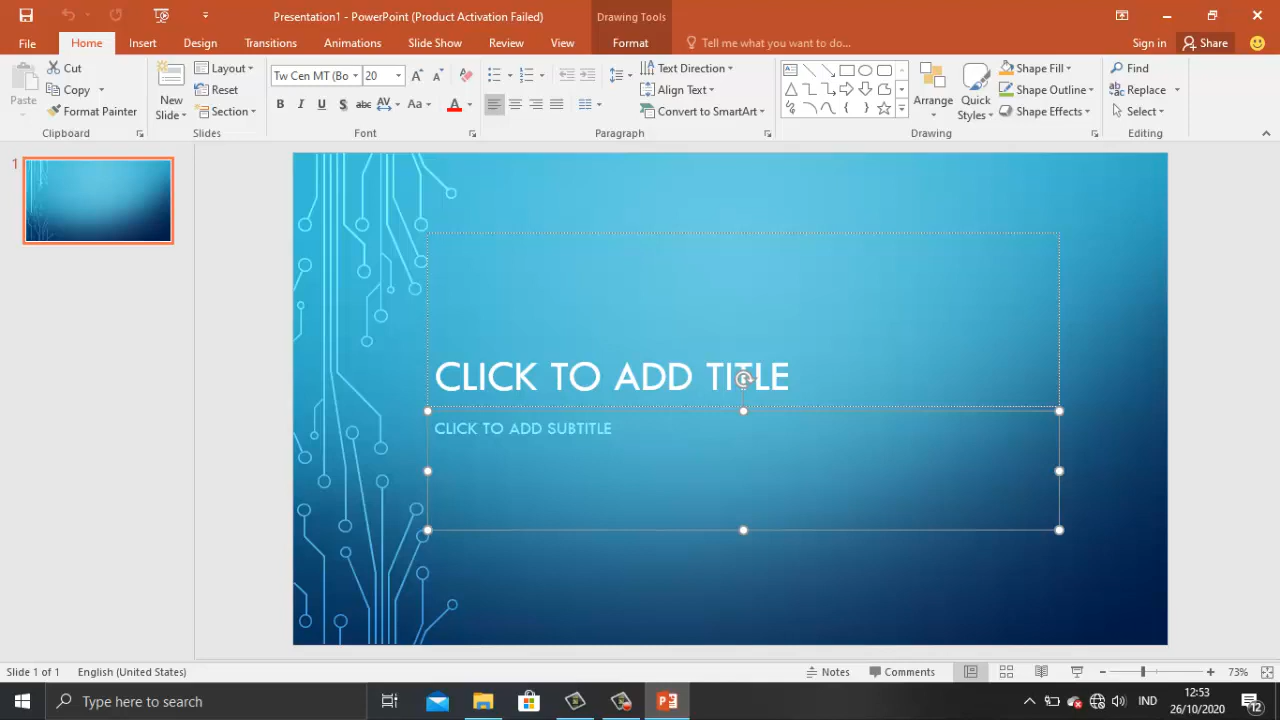 Presentation1 - PowerPoint (Product Activation Failed)
Drawing Tools
File Home Insert Design Transitions Animations Slide Show Review View Format Tell me what you want to do... Sign in Share
Paste
Cut
Copy
Format Painter
Clipboard
New Slide
Layout
Reset
Section
Slides
Tw Cen MT (Bo 20
B I U S abc AV Aa A
Font
Text Direction
Align Text
Convert to SmartArt
Paragraph
Arrange
Quick Styles
Shape Fill
Shape Outline
Shape Effects
Drawing
Find
Replace
Select
Editing
1
CLICK TO ADD TITLE
CLICK TO ADD SUBTITLE
Slide 1 of 1 English (United States) Notes Comments 73%
Type here to search
IND
12:53
26/10/2020
12